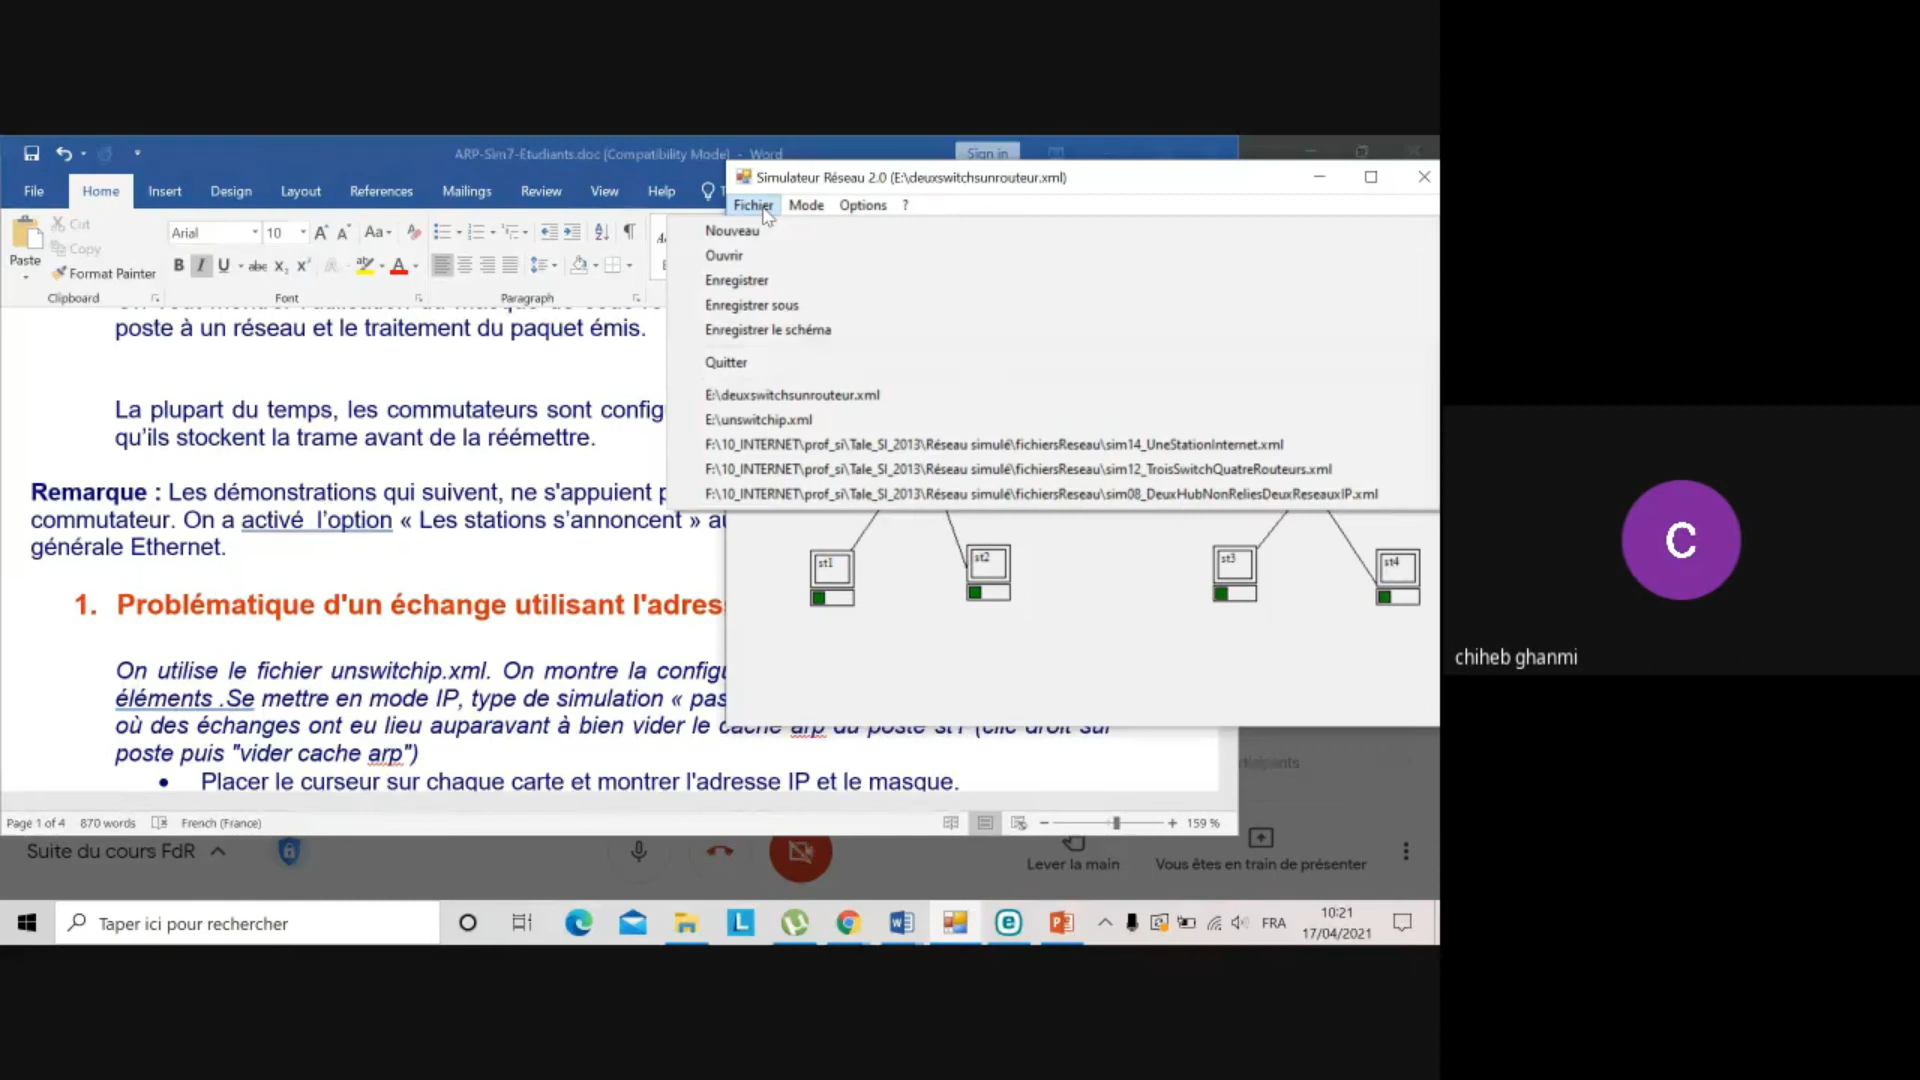 ARP-Sim7-Etudiants.doc [Compatibility Mode] - Word
Sign in
File Home Insert Design Layout References Mailings Review View Help
Paste
Cut
Copy
Format Painter
Clipboard
Arial 10
Font
Paragraph
poste à un réseau et le traitement du paquet émis.
La plupart du temps, les commutateurs sont config
qu'ils stockent la trame avant de la réémettre.
Remarque : Les démonstrations qui suivent, ne s'appuient p
commutateur. On a activé l'option « Les stations s'annoncent » au
générale Ethernet.
1. Problématique d'un échange utilisant l'adres
On utilise le fichier unswitchip.xml. On montre la config
éléments .Se mettre en mode IP, type de simulation « pas
où des échanges ont eu lieu auparavant à bien vider le cache arp du poste st1 (clic droit sur
poste puis "vider cache arp")
• Placer le curseur sur chaque carte et montrer l'adresse IP et le masque.
Page 1 of 4 870 words French (France) 159 %
Simulateur Réseau 2.0 (E:\deuxswitchsunrouteur.xml)
Fichier Mode Options ?
Nouveau
Ouvrir
Enregistrer
Enregistrer sous
Enregistrer le schéma
Quitter
E:\deuxswitchsunrouteur.xml
E:\unswitchip.xml
F:\10_INTERNET\prof_si\Tale_SI_2013\Réseau simulé\fichiersReseau\sim14_UneStationInternet.xml
F:\10_INTERNET\prof_si\Tale_SI_2013\Réseau simulé\fichiersReseau\sim12_TroisSwitchQuatreRouteurs.xml
F:\10_INTERNET\prof_si\Tale_SI_2013\Réseau simulé\fichiersReseau\sim08_DeuxHubNonReliesDeuxReseauxIP.xml
st1 st2 st3 st4
Suite du cours FdR
Lever la main
Vous êtes en train de présenter
Taper ici pour rechercher
FRA
10:21
17/04/2021
C
chiheb ghanmi